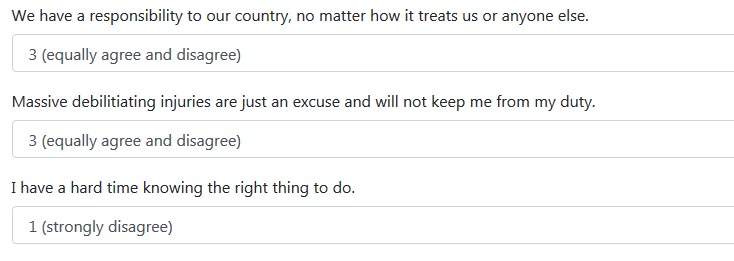 We have a responsibility to our country, no matter how it treats us or anyone else.
3 (equally agree and disagree)
Massive debilitiating injuries are just an excuse and will not keep me from my duty.
3 (equally agree and disagree)
I have a hard time knowing the right thing to do.
1 (strongly disagree)